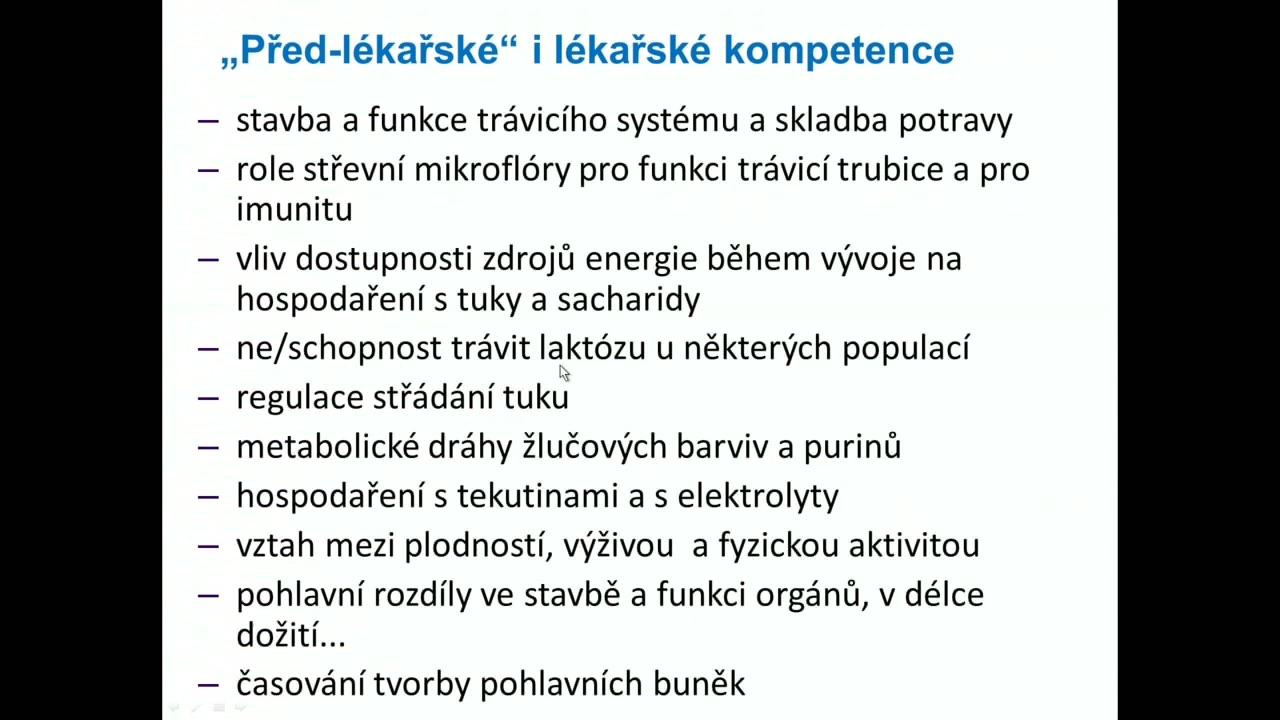 „Před-lékařské“ i lékařské kompetence
– stavba a funkce trávicího systému a skladba potravy
– role střevní mikroflóry pro funkci trávicí trubice a pro
imunitu
– vliv dostupnosti zdrojů energie během vývoje na
hospodaření s tuky a sacharidy
– ne/schopnost trávit laktózu u některých populací
– regulace střádání tuku
– metabolické dráhy žlučových barviv a purinů
– hospodaření s tekutinami a s elektrolyty
– vztah mezi plodností, výživou  a fyzickou aktivitou
– pohlavní rozdíly ve stavbě a funkci orgánů, v délce
dožití...
– časování tvorby pohlavních buněk